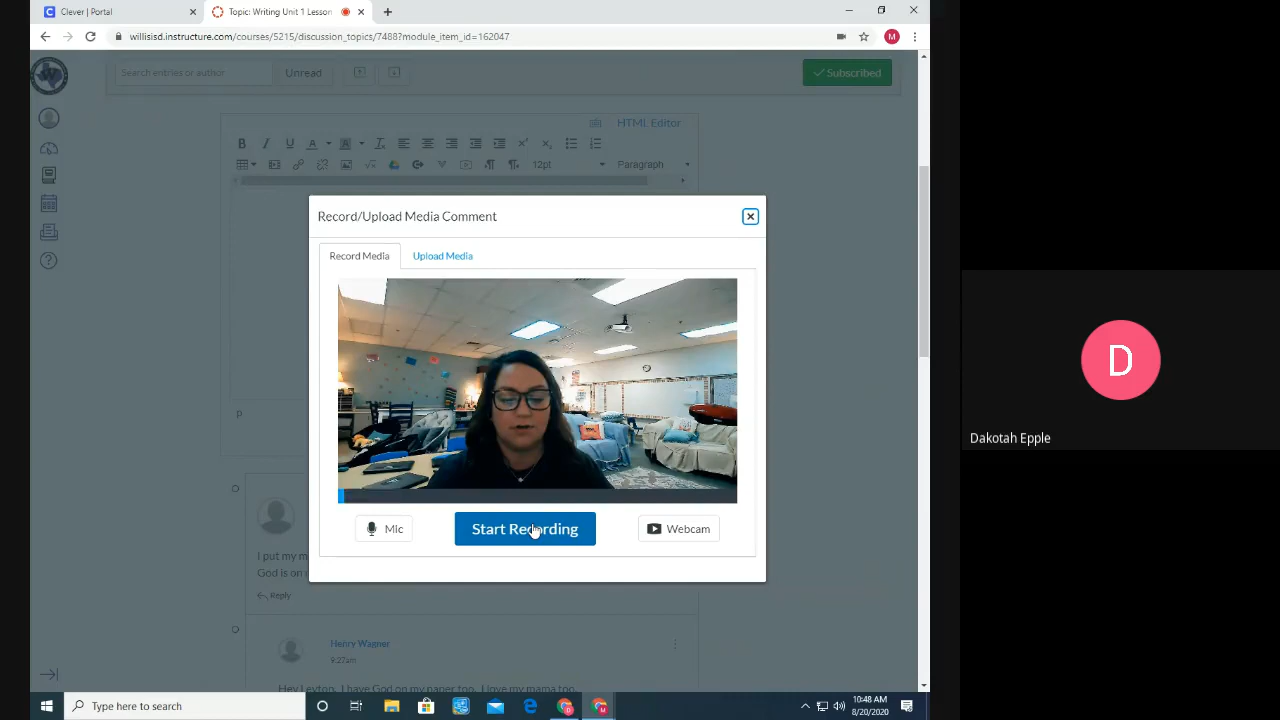 Clever | Portal
Topic: Writing Unit 1 Lesson
willisisd.instructure.com/courses/5215/discussion_topics/7488?module_item_id=162047
M
Search entries or author
Unread
Subscribed
HTML Editor
B I U A A
12pt
Paragraph
Record/Upload Media Comment
Record Media
Upload Media
Mic
Start Recording
Webcam
p
I put my m
God is on
Reply
Henry Wagner
9:27am
Hey Leyton, I have God on my paper too. I love my mama too.
D
Dakotah Epple
Type here to search
10:48 AM
8/20/2020